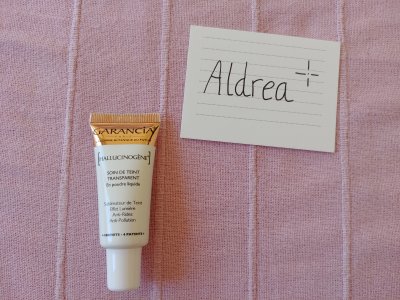 GARANCIA
[HALLUCINOGÈNE]
SOIN DE TEINT
TRANSPARENT
En poudre liquide
Sublimateur de Teint
Effet Lumière
Anti-Rides
Anti-Pollution
Aldrea